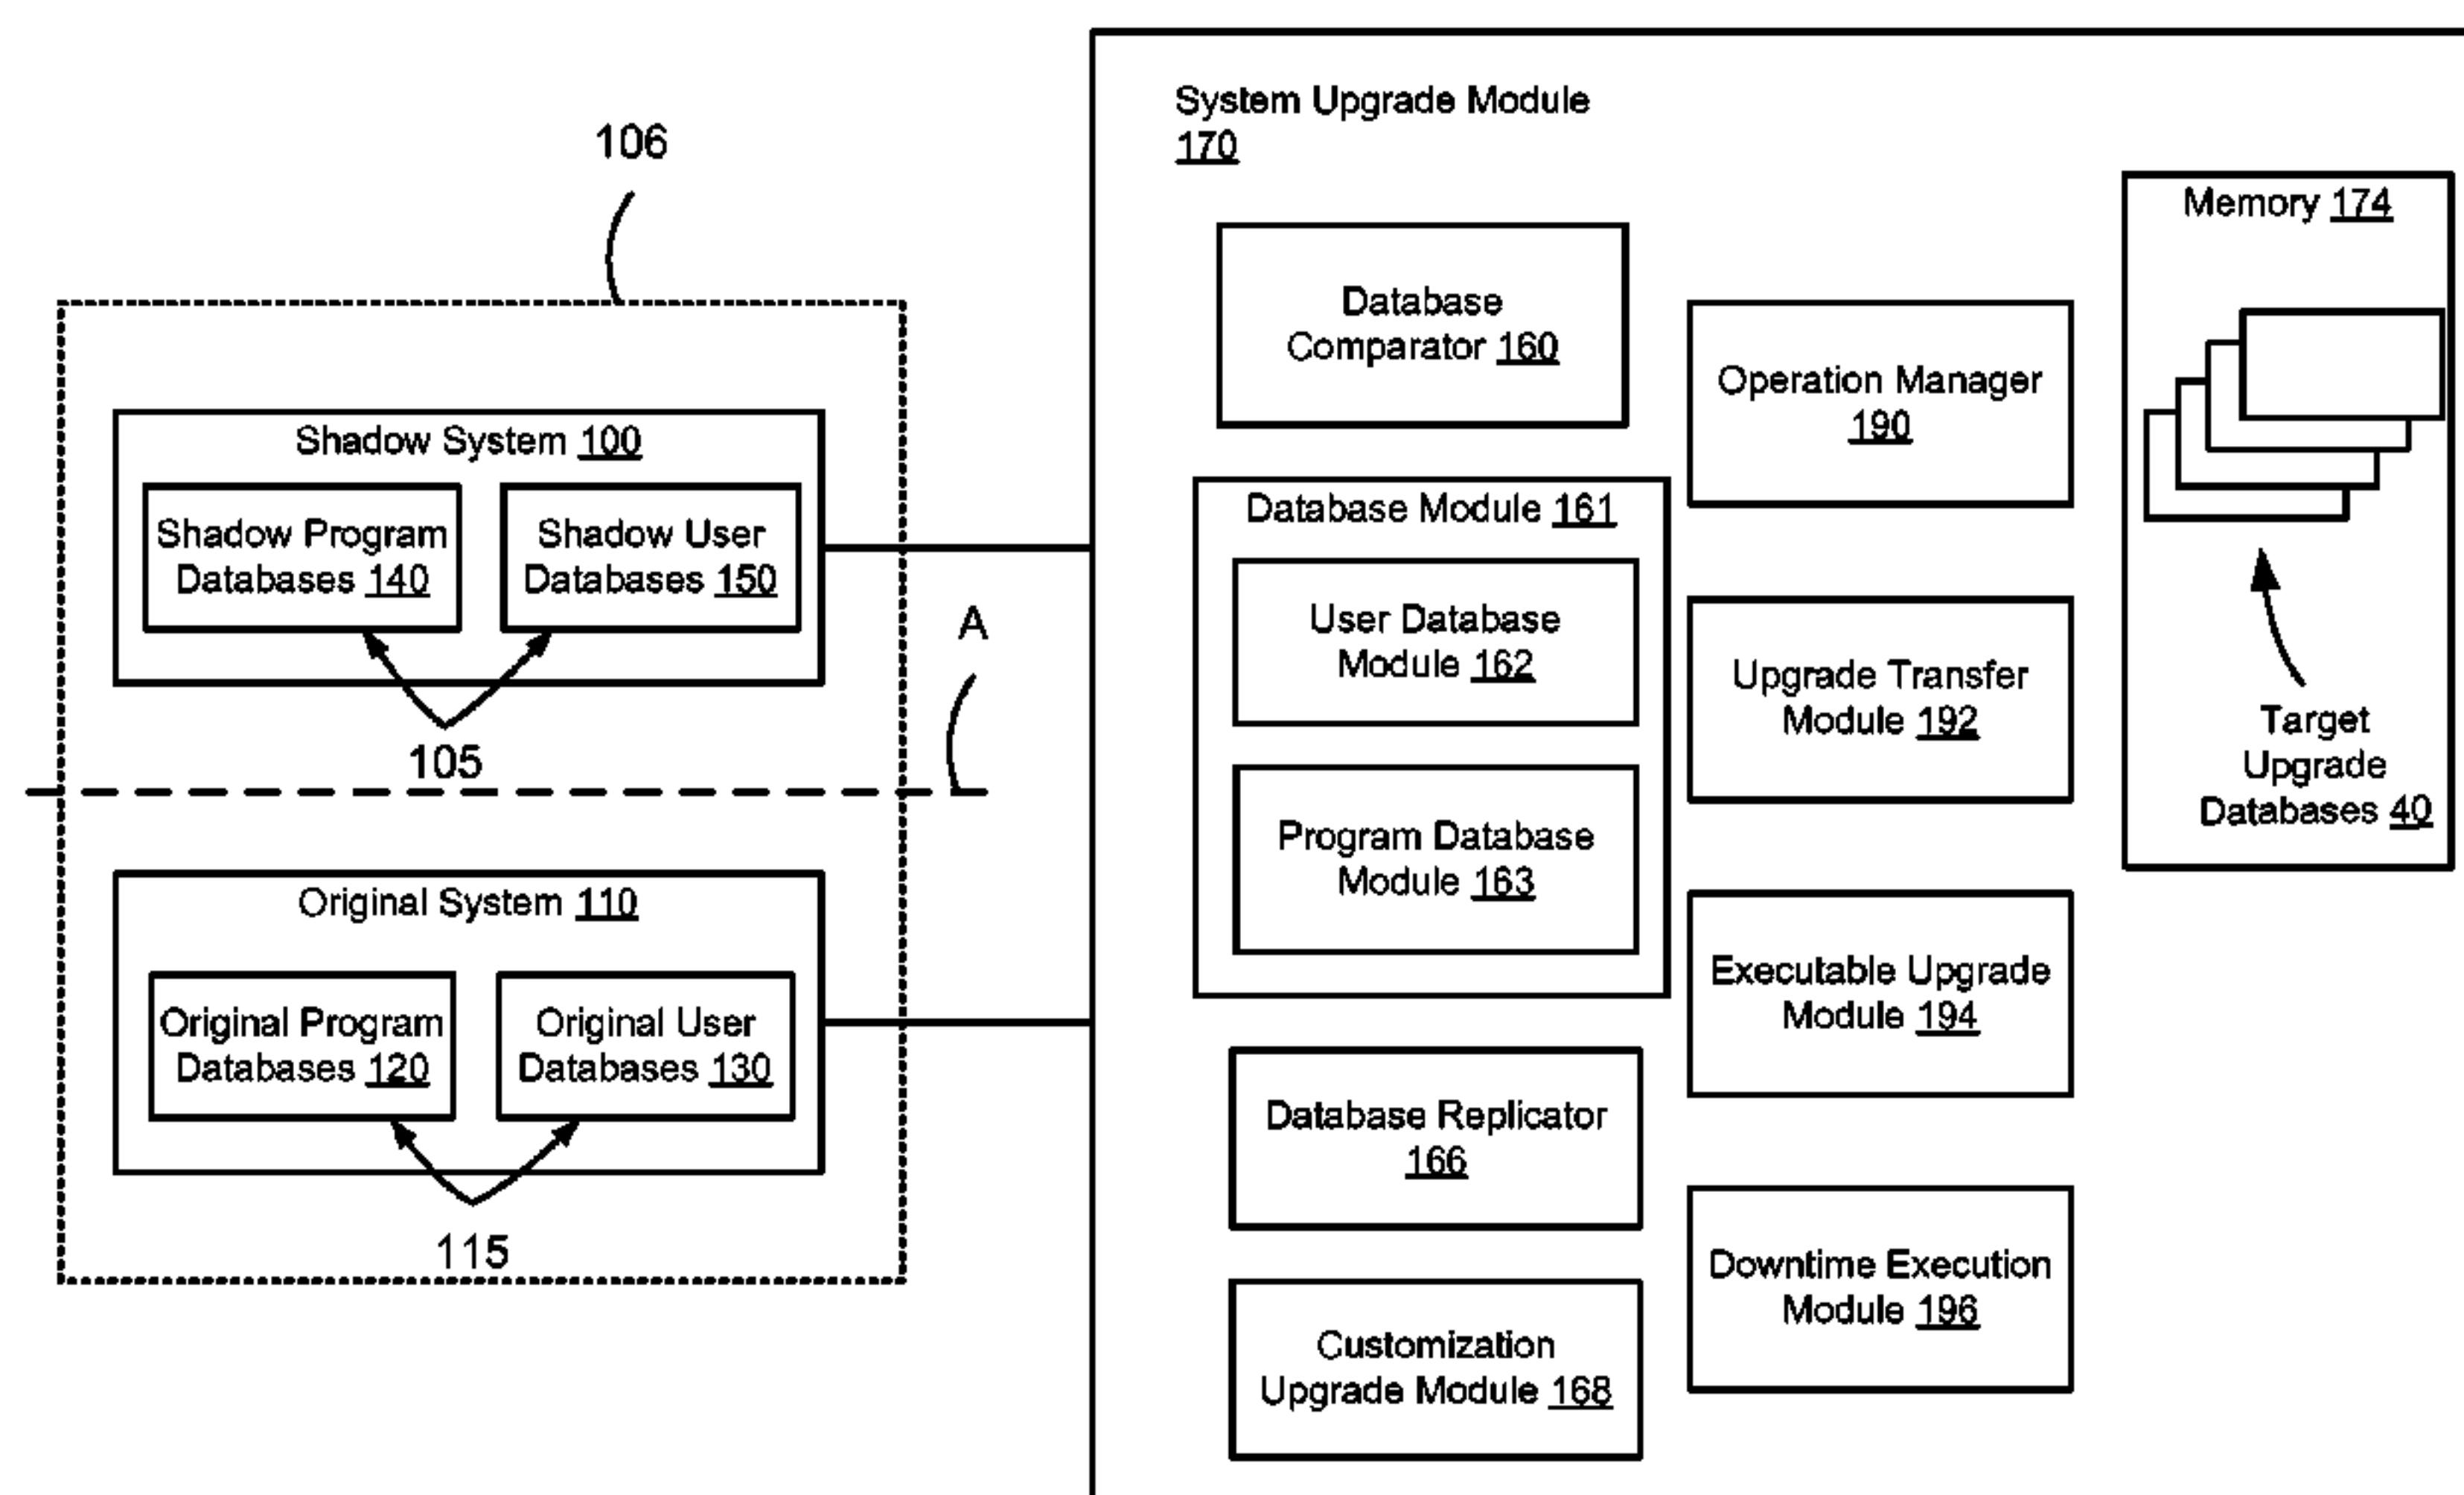 106
Shadow System 100
Shadow Program
Databases 140
Shadow User
Databases 150
105
A
Original System 110
Original Program
Databases 120
Original User
Databases 130
115
System Upgrade Module
170
Database
Comparator 160
Database Module 161
User Database
Module 162
Program Database
Module 163
Database Replicator
166
Customization
Upgrade Module 168
Operation Manager
190
Upgrade Transfer
Module 192
Executable Upgrade
Module 194
Downtime Execution
Module 196
Memory 174
Target
Upgrade
Databases 40